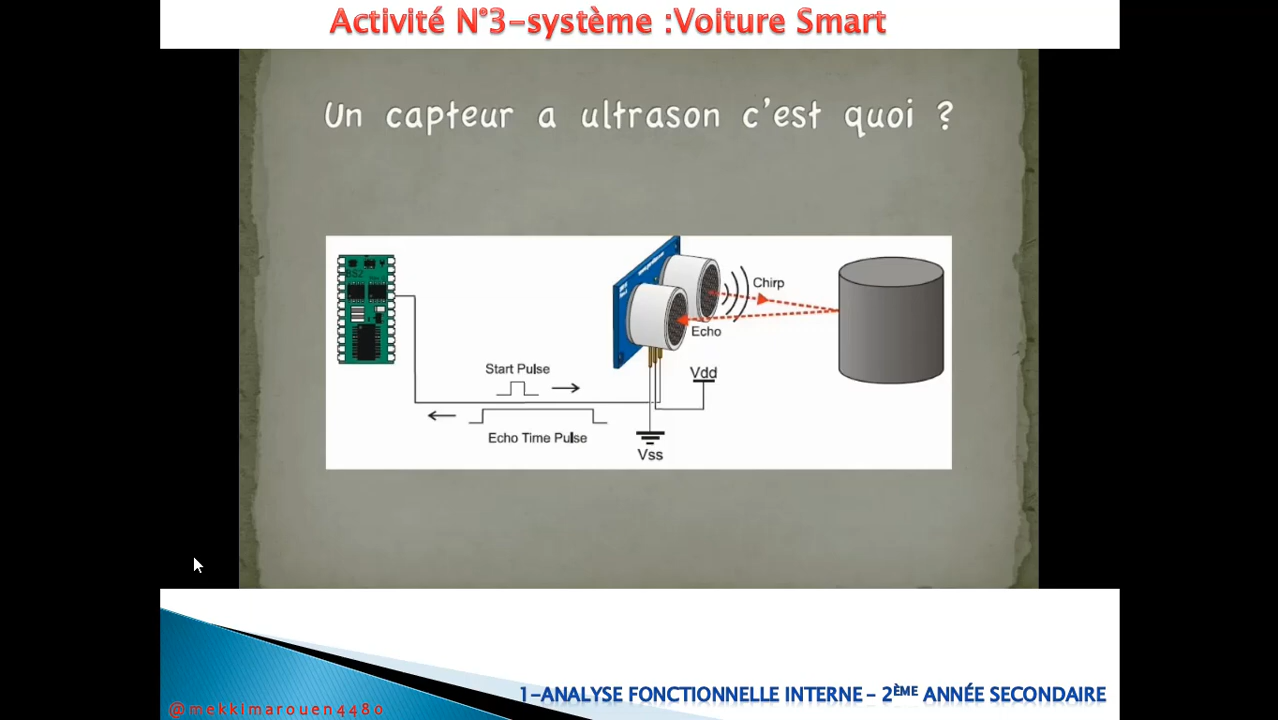 Activité N°3-système :Voiture Smart
Un capteur a ultrason c'est quoi ?
BS2
Chirp
Echo
Start Pulse
Vdd
Echo Time Pulse
Vss
1-ANALYSE FONCTIONNELLE INTERNE - 2ÈME ANNÉE SECONDAIRE
@mekkimarouen4480